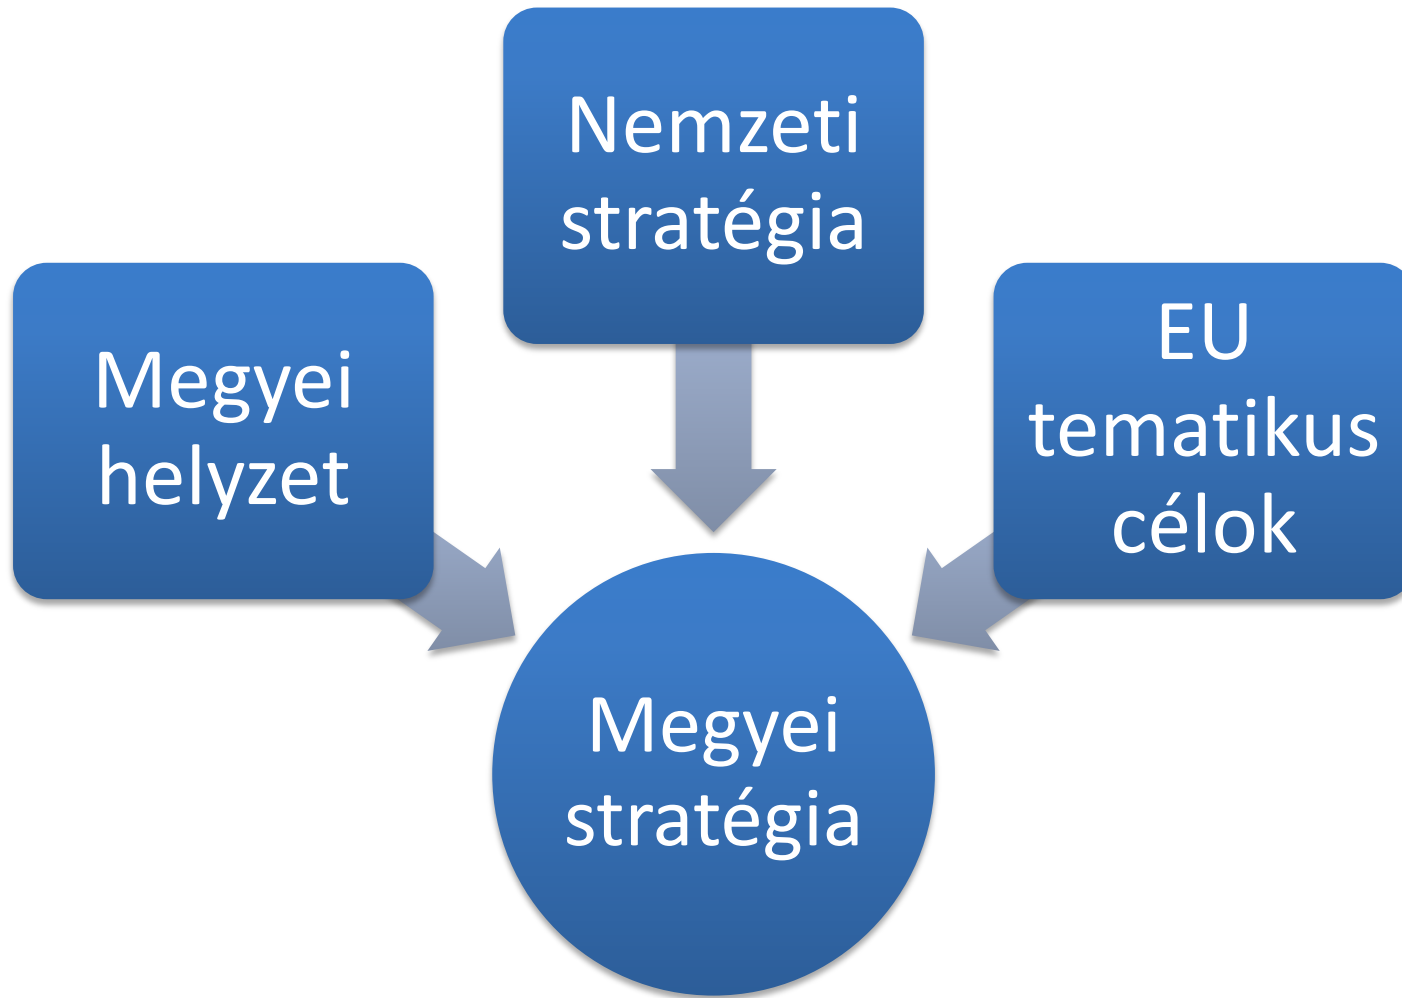 Nemzeti
stratégia
Megyei
helyzet
EU
tematikus
célok
Megyei
stratégia